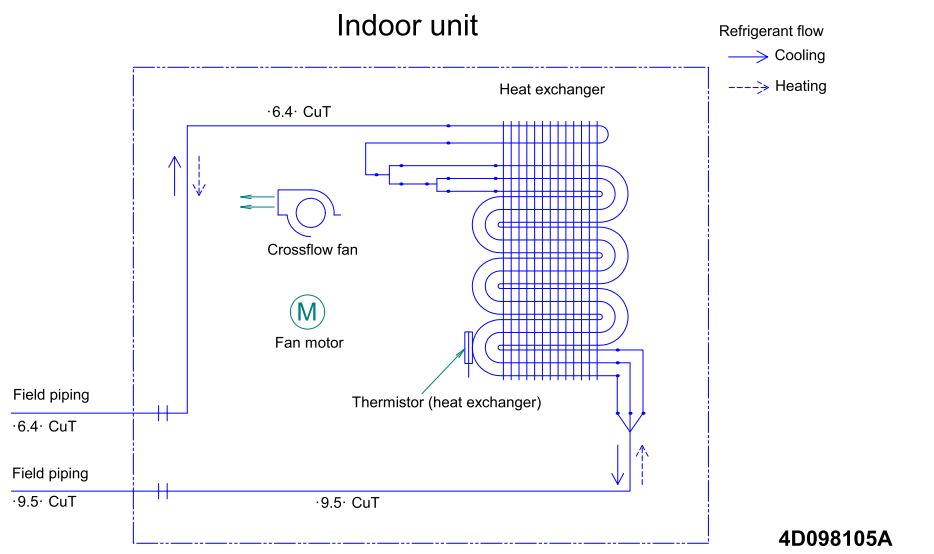 Indoor unit
Refrigerant flow
Cooling
Heating
Heat exchanger
·6.4· CuT
Crossflow fan
M
Fan motor
Thermistor (heat exchanger)
Field piping
·6.4· CuT
Field piping
·9.5· CuT
·9.5· CuT
4D098105A